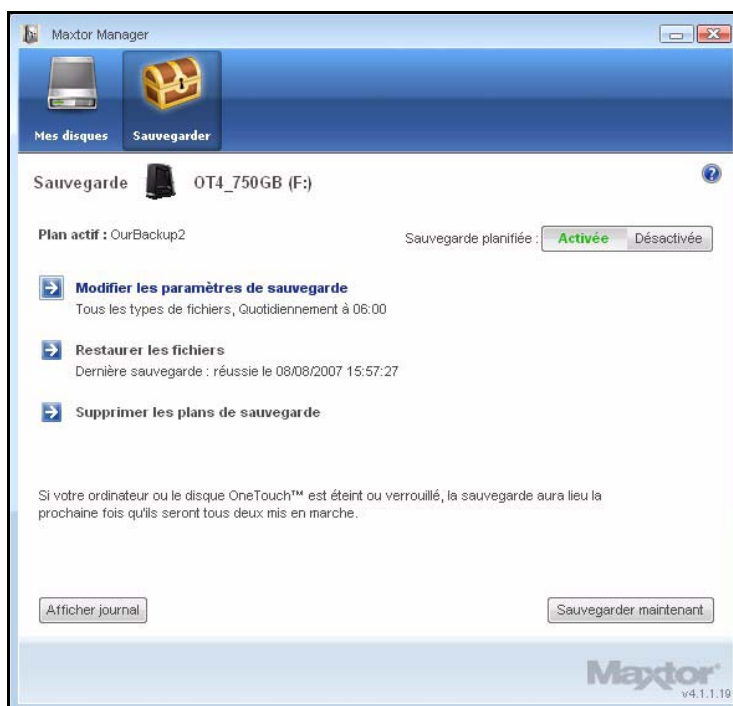 Maxtor Manager
Mes disques
Sauvegarder
Sauvegarde OT4_750GB (F:)
Plan actif : OurBackup2
Sauvegarde planifiée : Activée Désactivée
Modifier les paramètres de sauvegarde
Tous les types de fichiers, Quotidiennement à 06:00
Restaurer les fichiers
Dernière sauvegarde : réussie le 08/08/2007 15:57:27
Supprimer les plans de sauvegarde
Si votre ordinateur ou le disque OneTouch™ est éteint ou verrouillé, la sauvegarde aura lieu la
prochaine fois qu'ils seront tous deux mis en marche.
Afficher journal
Sauvegarder maintenant
Maxtor
v4.1.1.19